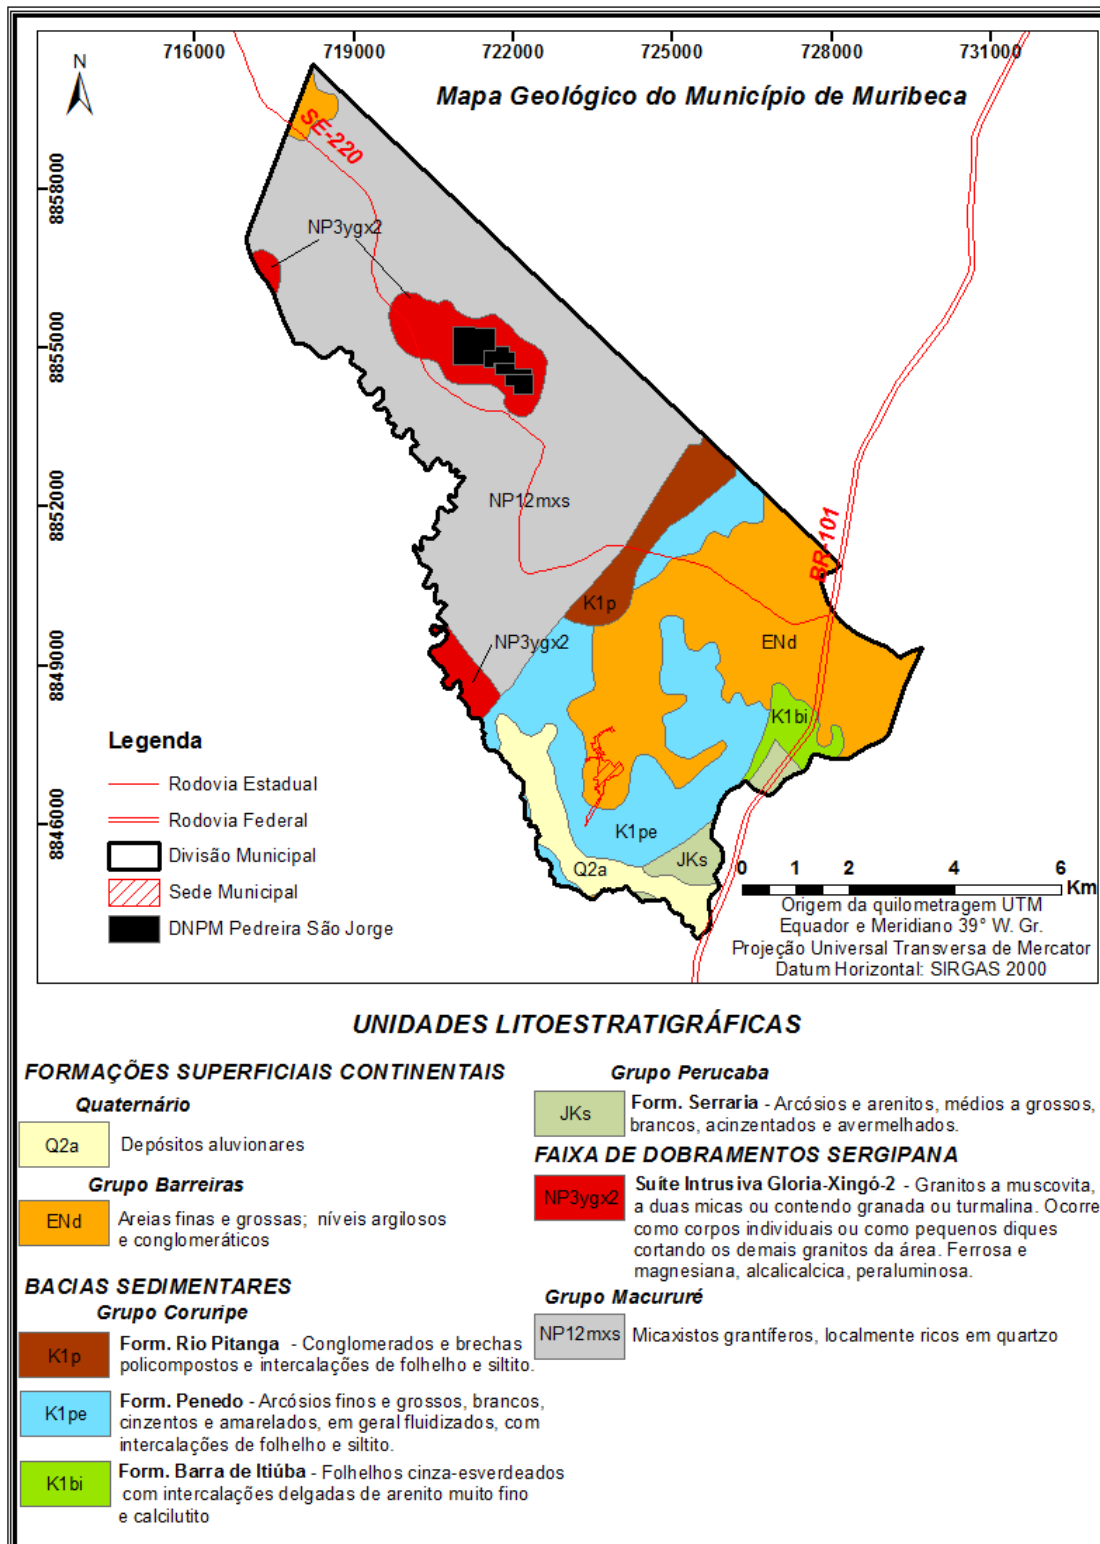 716000 719000 722000 725000 728000 731000
N
Mapa Geológico do Município de Muribeca
SE-220
8858000
NP3ygx2
8855000
NP12mxs
8852000
BR-101
K1p
ENd
8849000
NP3ygx2
K1bi
Legenda
Rodovia Estadual
Rodovia Federal
8846000
K1pe
Divisão Municipal
JKs
Q2a
0 1 2 4 6
Km
Sede Municipal
DNPM Pedreira São Jorge
Origem da quilometragem UTM
Equador e Meridiano 39° W. Gr.
Projeção Universal Transversa de Mercator
Datum Horizontal: SIRGAS 2000
UNIDADES LITOESTRATIGRÁFICAS
FORMAÇÕES SUPERFICIAIS CONTINENTAIS
Quaternário
Q2a Depósitos aluvionares
Grupo Barreiras
ENd Areias finas e grossas; níveis argilosos
e conglomeráticos
BACIAS SEDIMENTARES
Grupo Coruripe
K1p Form. Rio Pitanga - Conglomerados e brechas
policompostos e intercalações de folhelho e siltito.
K1pe Form. Penedo - Arcósios finos e grossos, brancos,
cinzentos e amarelados, em geral fluidizados, com
intercalações de folhelho e siltito.
K1bi Form. Barra de Itiúba - Folhelhos cinza-esverdeados
com intercalações delgadas de arenito muito fino
e calcilutito
Grupo Perucaba
JKs Form. Serraria - Arcósios e arenitos, médios a grossos,
brancos, acinzentados e avermelhados.
FAIXA DE DOBRAMENTOS SERGIPANA
NP3ygx2 Suíte Intrusiva Gloria-Xingó-2 - Granitos a muscovita,
a duas micas ou contendo granada ou turmalina. Ocorre
como corpos individuais ou como pequenos diques
cortando os demais granitos da área. Ferrosa e
magnesiana, alcalicalcica, peraluminosa.
Grupo Macururé
NP12mxs Micaxistos grantíferos, localmente ricos em quartzo